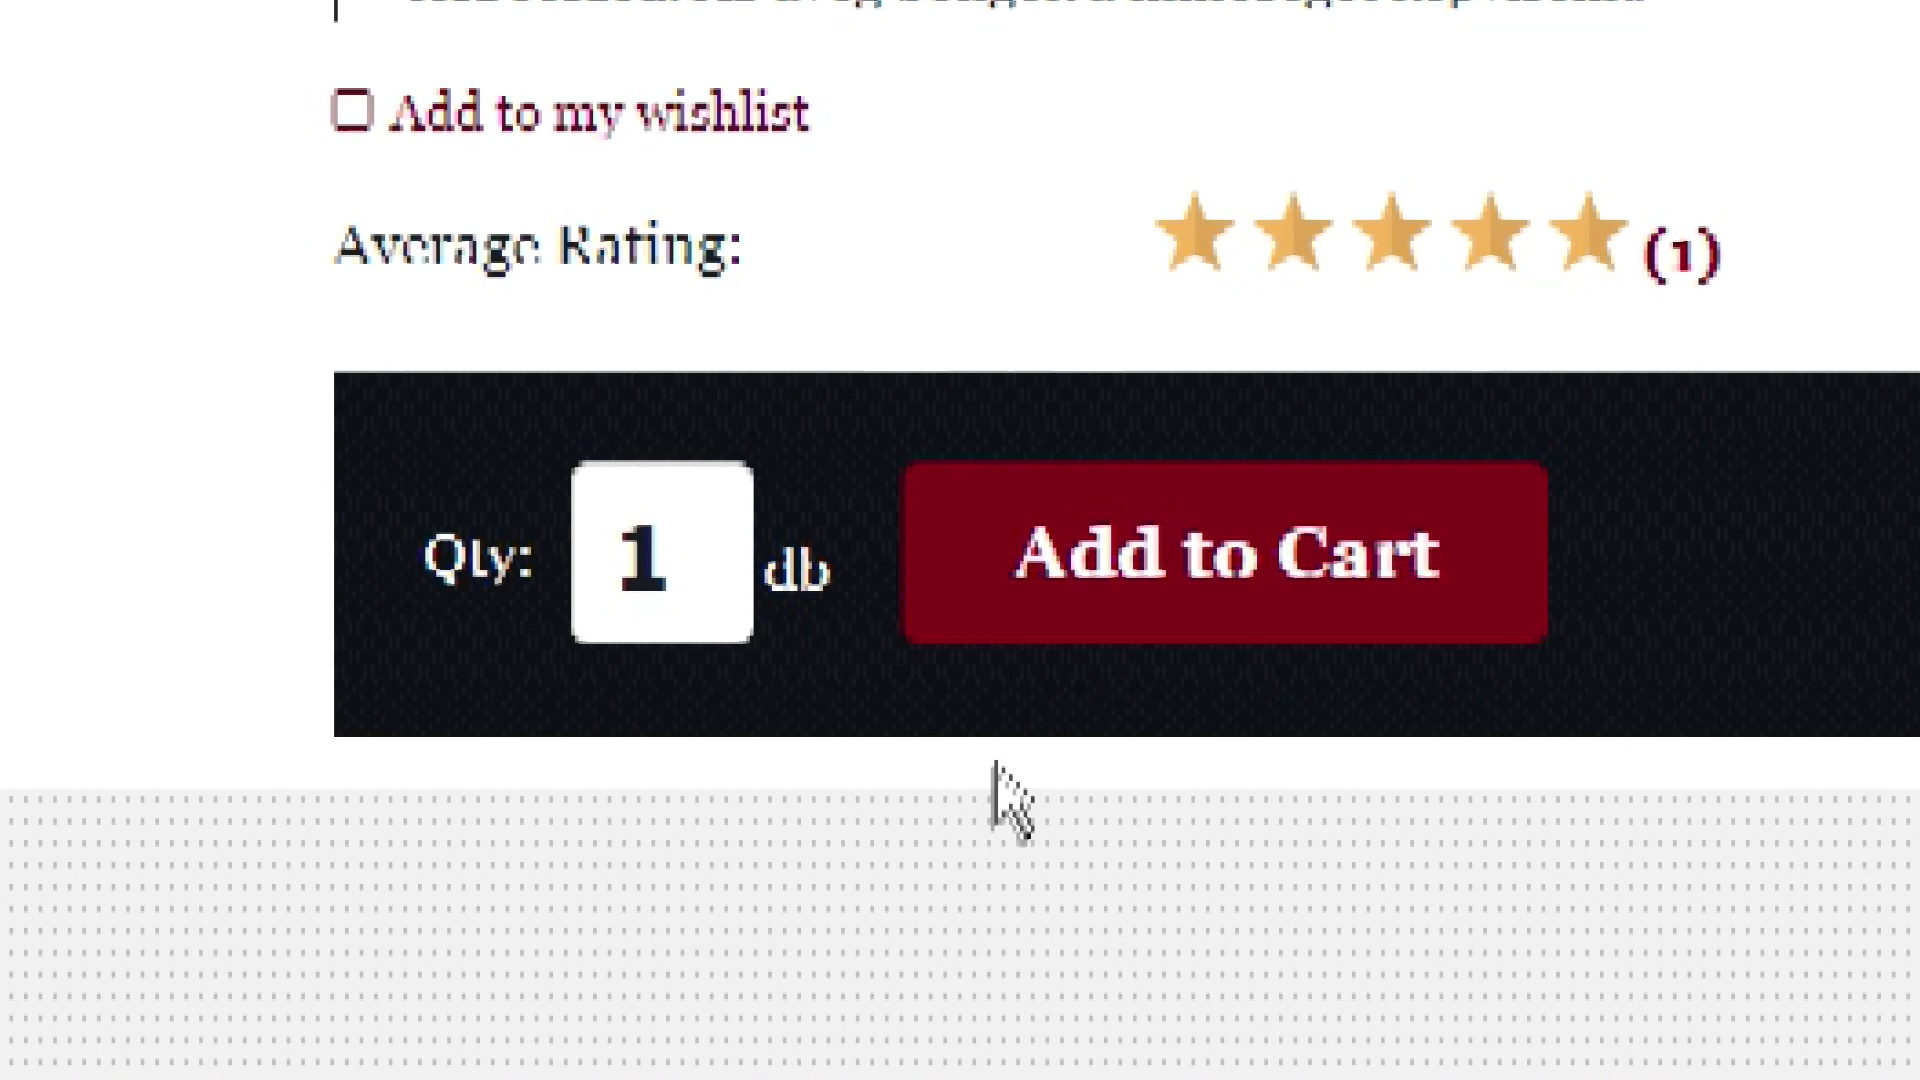 Add to my wishlist
Average Rating: (1)
Qty: 1 db Add to Cart